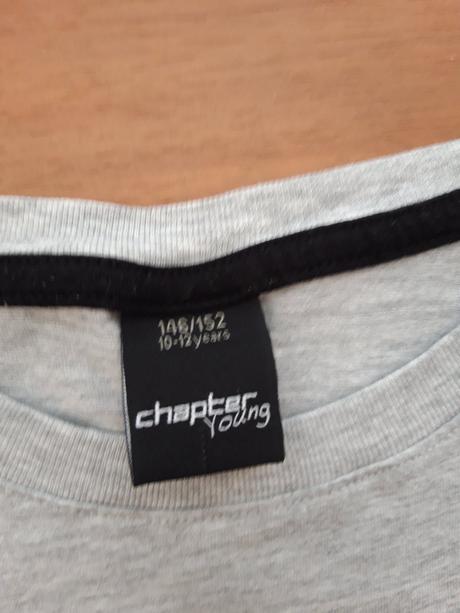 146/152
10-12 years
chapter
Young